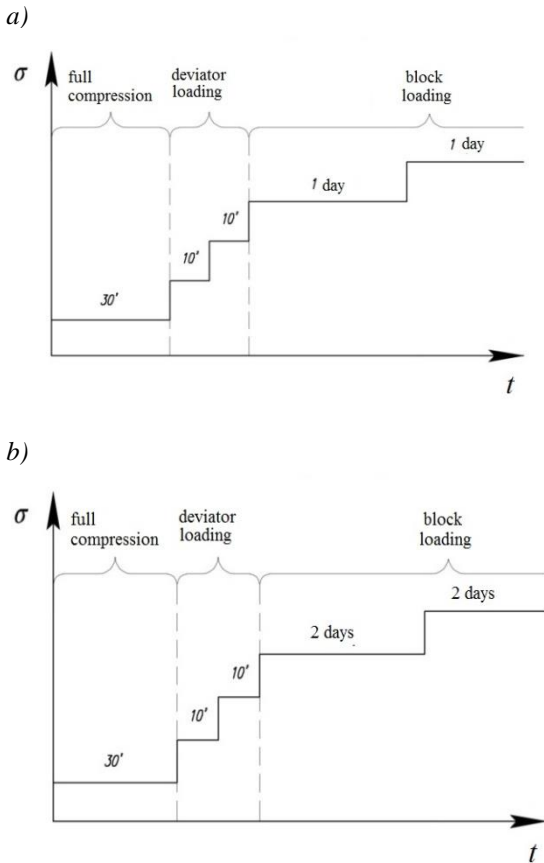 a)
σ
full
compression
deviator
loading
block
loading
1 day
1 day
10'
10'
30'
t
b)
σ
full
compression
deviator
loading
block
loading
2 days
2 days
10'
10'
30'
t